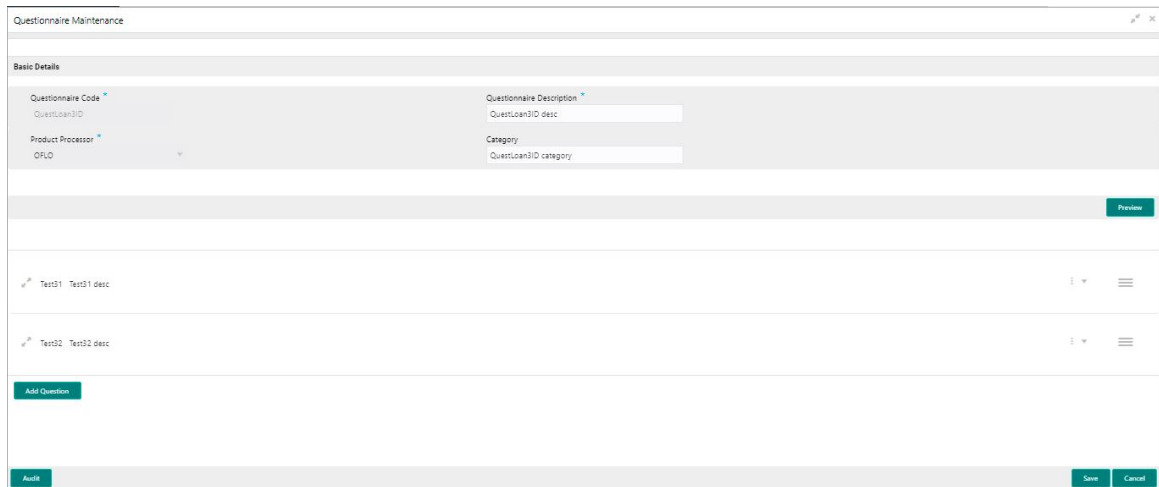 Questionnaire Maintenance
Basic Details
Questionnaire Code *
Questionnaire Description *
QuestLoan3ID
QuestLoan3ID desc
Product Processor *
Category
OFLO
QuestLoan3ID category
Preview
Test31 Test31 desc
Test32 Test32 desc
Add Question
Audit
Save
Cancel